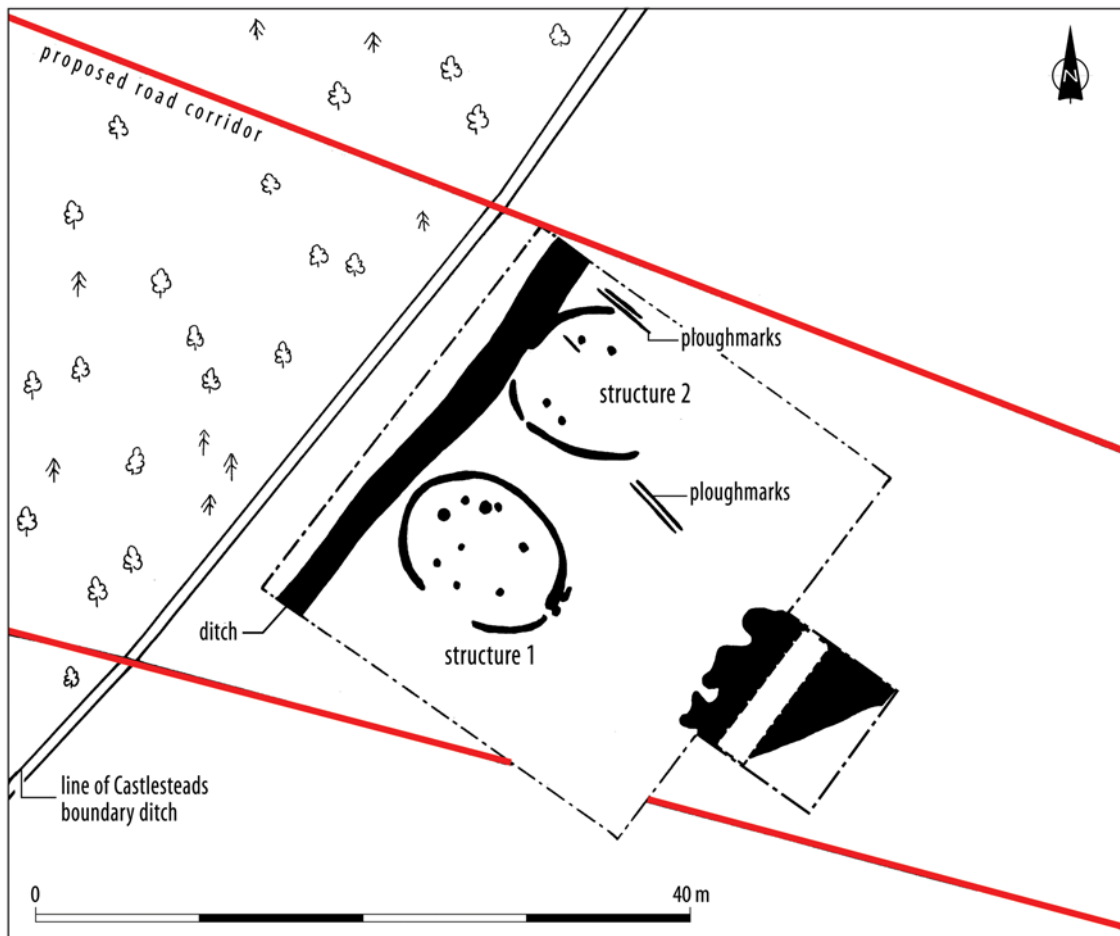 proposed road corridor
N
ploughmarks
structure 2
ploughmarks
ditch
structure 1
line of Castlesteads
boundary ditch
0
40 m